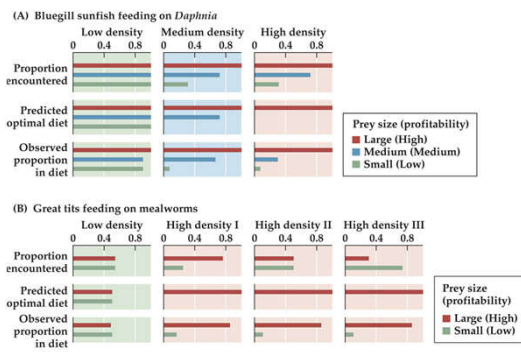 (A) Bluegill sunfish feeding on Daphnia
Low density Medium density High density
0 0.4 0.8 0 0.4 0.8 0 0.4 0.8
Proportion
encountered
Predicted
optimal diet
Observed
proportion
in diet
Prey size (profitability)
Large (High)
Medium (Medium)
Small (Low)
(B) Great tits feeding on mealworms
Low density High density I High density II High density III
0 0.4 0.8 0 0.4 0.8 0 0.4 0.8 0 0.4 0.8
Proportion
encountered
Predicted
optimal diet
Observed
proportion
in diet
Prey size
(profitability)
Large (High)
Small (Low)